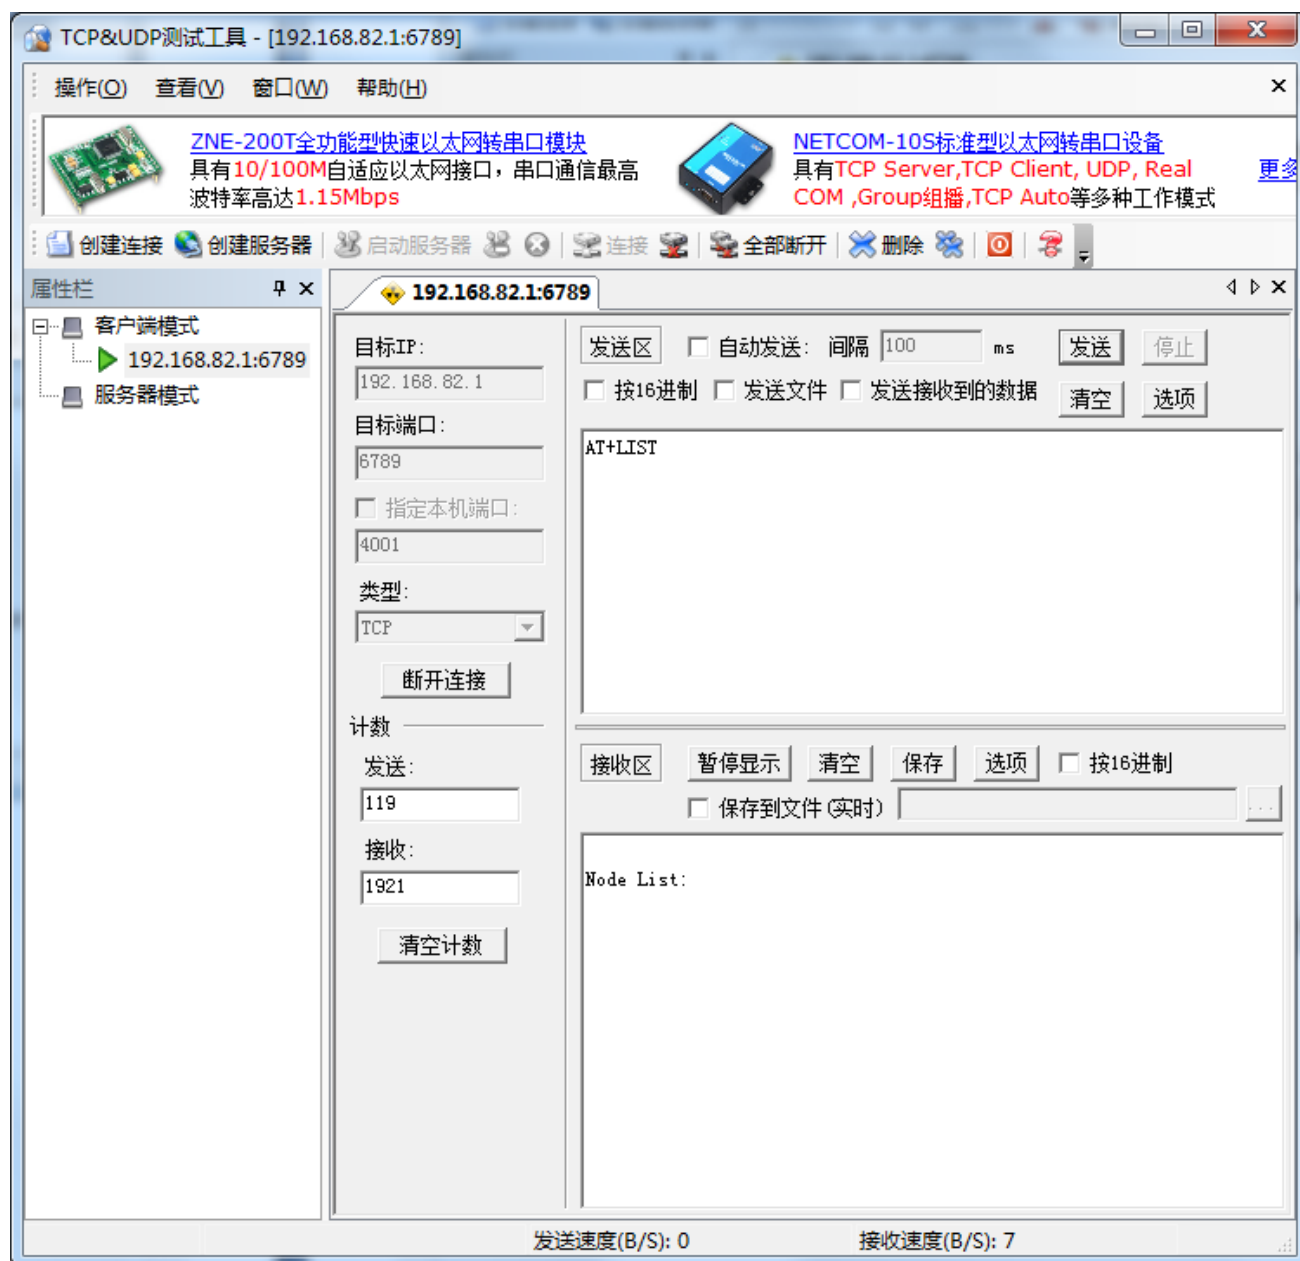 TCP&UDP测试工具 - [192.168.82.1:6789]
操作(O) 查看(V) 窗口(W) 帮助(H)
ZNE-200T全功能型快速以太网转串口模块
具有10/100M自适应以太网接口，串口通信最高
波特率高达1.15Mbps
NETCOM-10S标准型以太网转串口设备
具有TCP Server,TCP Client, UDP, Real
COM ,Group组播,TCP Auto等多种工作模式
更多
创建连接 创建服务器 启动服务器 连接 全部断开 删除
属性栏
客户端模式
192.168.82.1:6789
服务器模式
192.168.82.1:6789
目标IP:
192.168.82.1
目标端口:
6789
指定本机端口:
4001
类型:
TCP
断开连接
计数
发送:
119
接收:
1921
清空计数
发送区 自动发送: 间隔 100 ms 发送 停止
按16进制 发送文件 发送接收到的数据 清空 选项
AT+LIST
接收区 暂停显示 清空 保存 选项 按16进制
保存到文件(实时) ...
Node List:
发送速度(B/S): 0 接收速度(B/S): 7